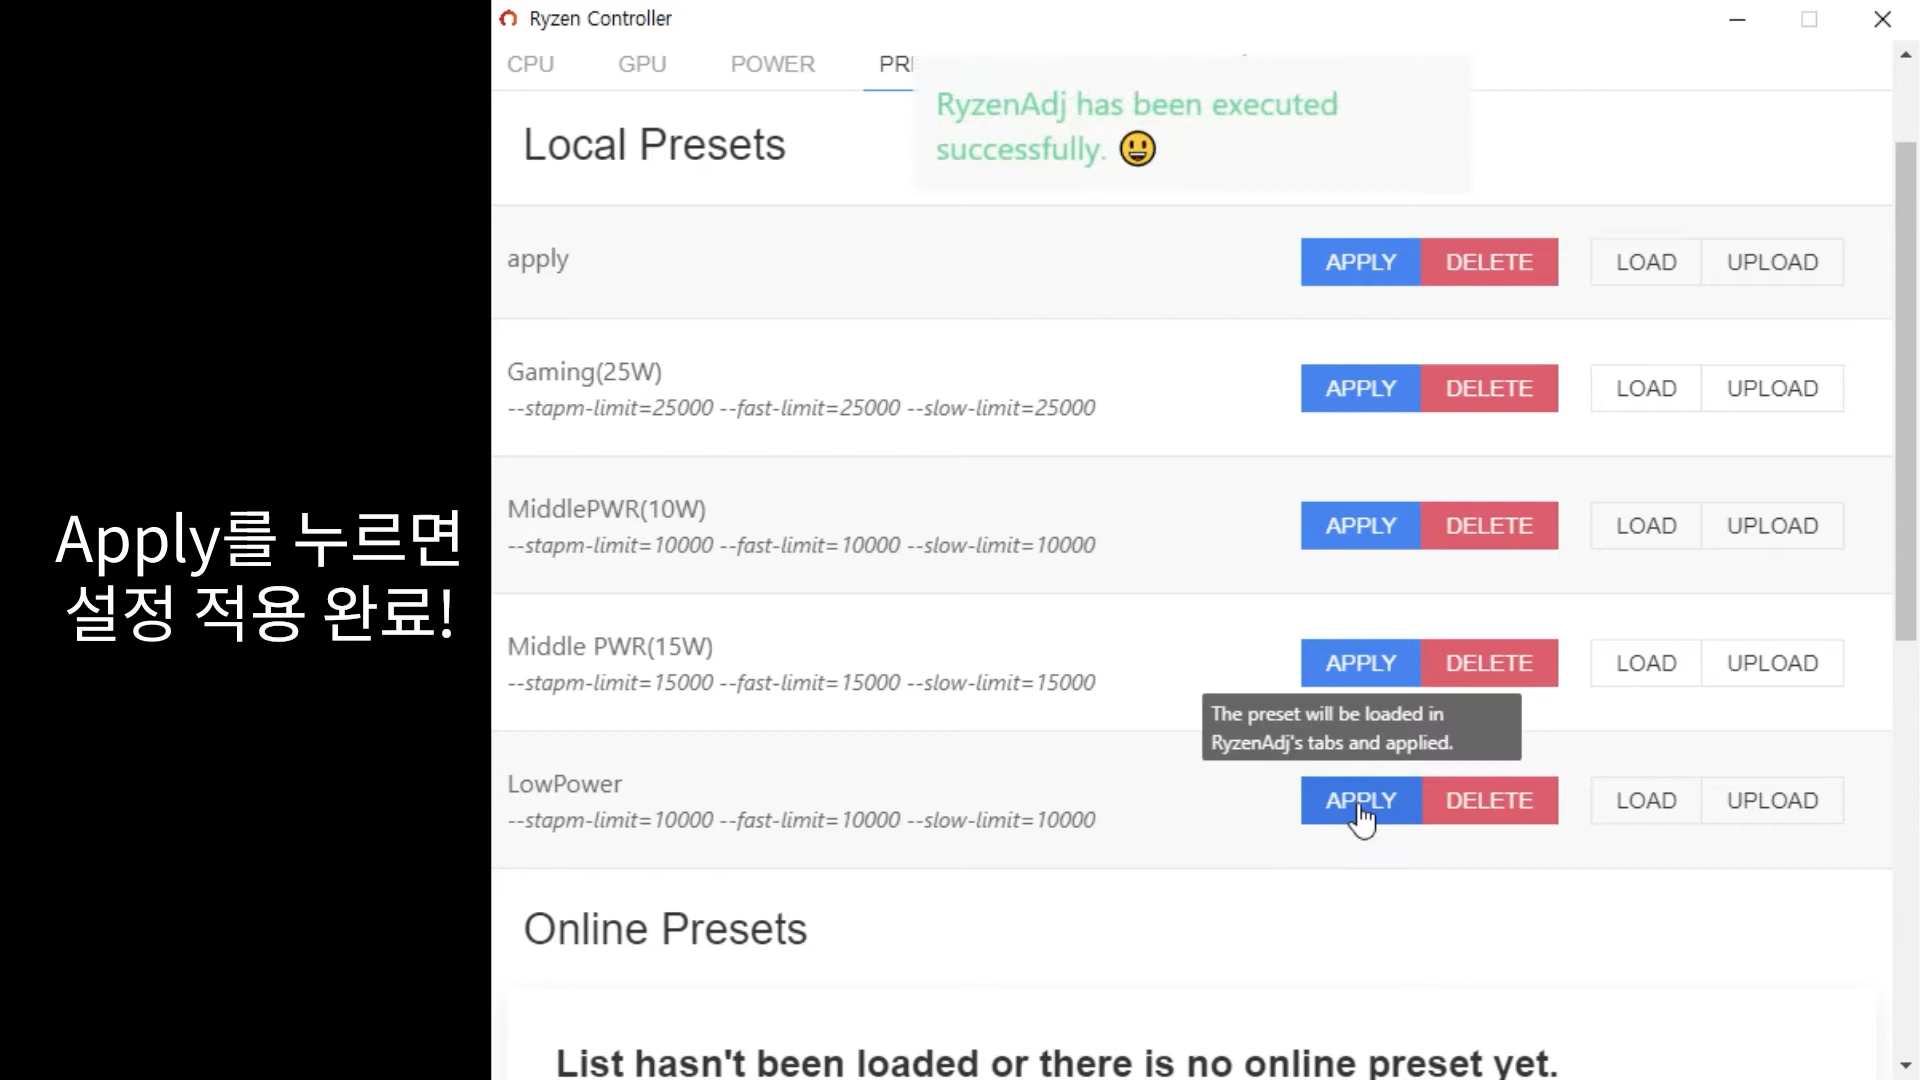 Ryzen Controller
CPU GPU POWER PR
RyzenAdj has been executed
successfully. 😃
Local Presets
apply
APPLY DELETE LOAD UPLOAD
Gaming(25W)
--stapm-limit=25000 --fast-limit=25000 --slow-limit=25000
APPLY DELETE LOAD UPLOAD
MiddlePWR(10W)
--stapm-limit=10000 --fast-limit=10000 --slow-limit=10000
APPLY DELETE LOAD UPLOAD
Apply를 누르면
설정 적용 완료!
Middle PWR(15W)
--stapm-limit=15000 --fast-limit=15000 --slow-limit=15000
APPLY DELETE LOAD UPLOAD
The preset will be loaded in
RyzenAdj's tabs and applied.
LowPower
--stapm-limit=10000 --fast-limit=10000 --slow-limit=10000
APPLY DELETE LOAD UPLOAD
Online Presets
List hasn't been loaded or there is no online preset yet.